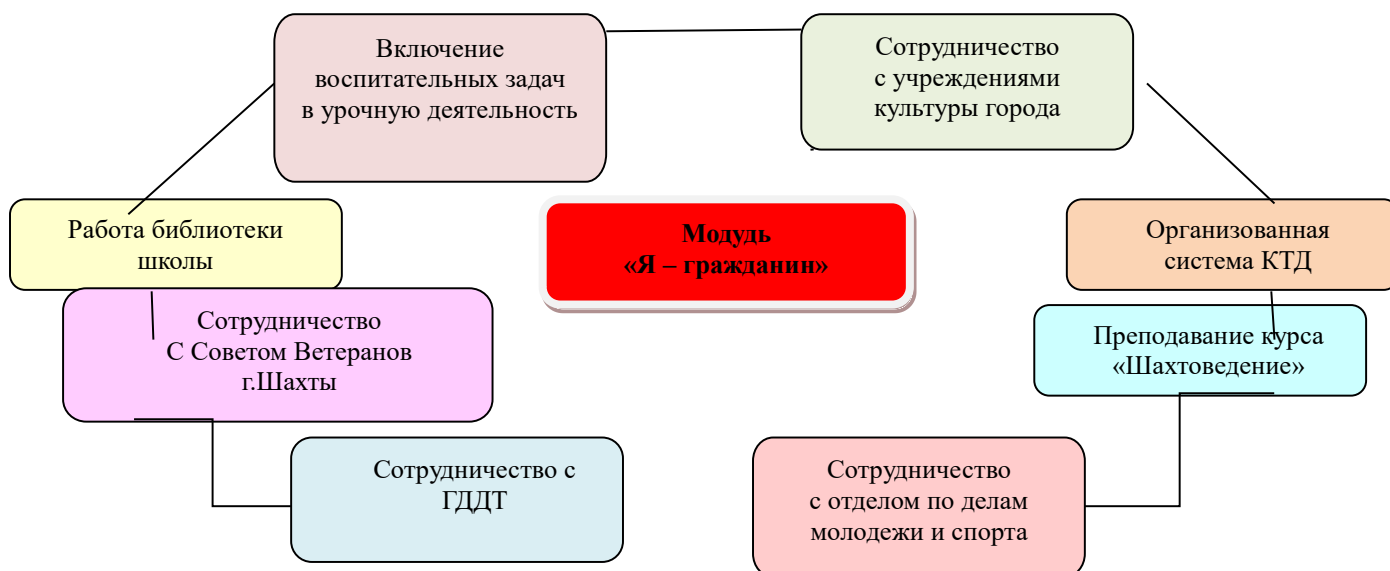 Включение
воспитательных задач
в урочную деятельность
Сотрудничество
с учреждениями
культуры города
Работа библиотеки
школы
Модудь
«Я – гражданин»
Организованная
система КТД
Сотрудничество
С Советом Ветеранов
г.Шахты
Преподавание курса
«Шахтоведение»
Сотрудничество с
ГДДТ
Сотрудничество
с отделом по делам
молодежи и спорта